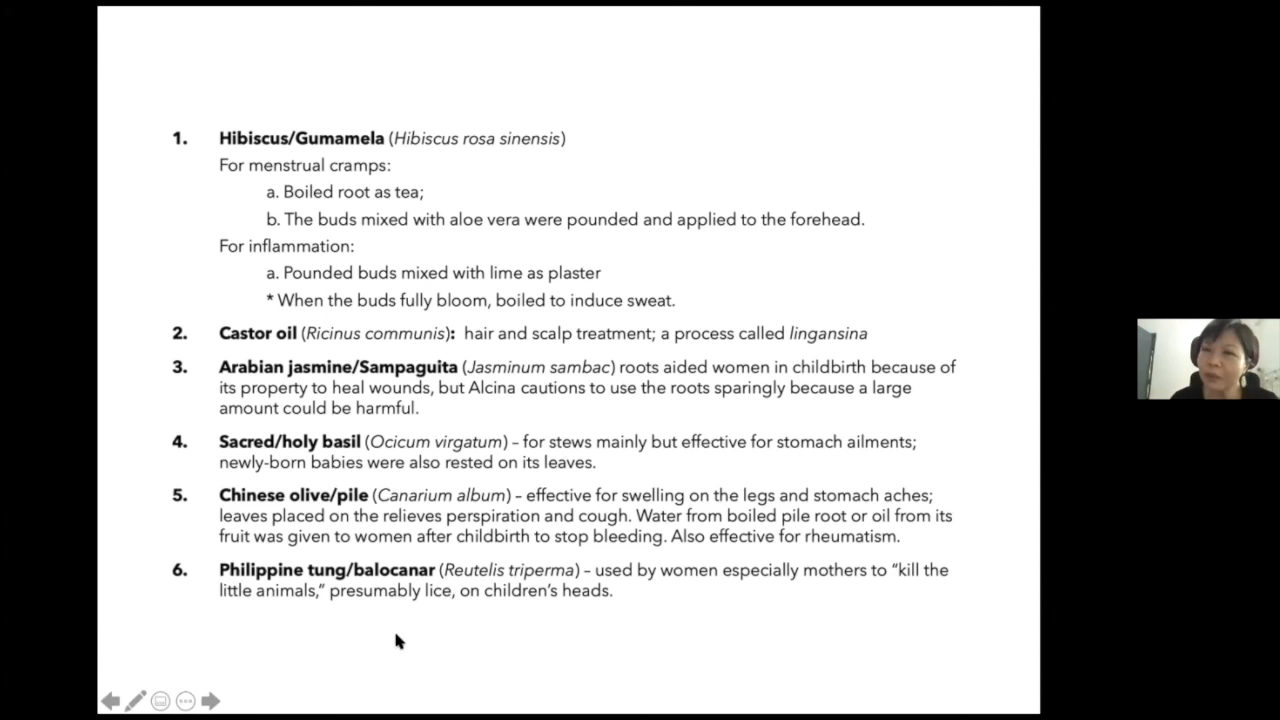 1. Hibiscus/Gumamela (Hibiscus rosa sinensis)
For menstrual cramps:
a. Boiled root as tea;
b. The buds mixed with aloe vera were pounded and applied to the forehead.
For inflammation:
a. Pounded buds mixed with lime as plaster
* When the buds fully bloom, boiled to induce sweat.
2. Castor oil (Ricinus communis): hair and scalp treatment; a process called lingansina
3. Arabian jasmine/Sampaguita (Jasminum sambac) roots aided women in childbirth because of
its property to heal wounds, but Alcina cautions to use the roots sparingly because a large
amount could be harmful.
4. Sacred/holy basil (Ocicum virgatum) – for stews mainly but effective for stomach ailments;
newly-born babies were also rested on its leaves.
5. Chinese olive/pile (Canarium album) – effective for swelling on the legs and stomach aches;
leaves placed on the relieves perspiration and cough. Water from boiled pile root or oil from its
fruit was given to women after childbirth to stop bleeding. Also effective for rheumatism.
6. Philippine tung/balocanar (Reutelis triperma) – used by women especially mothers to “kill the
little animals,” presumably lice, on children’s heads.